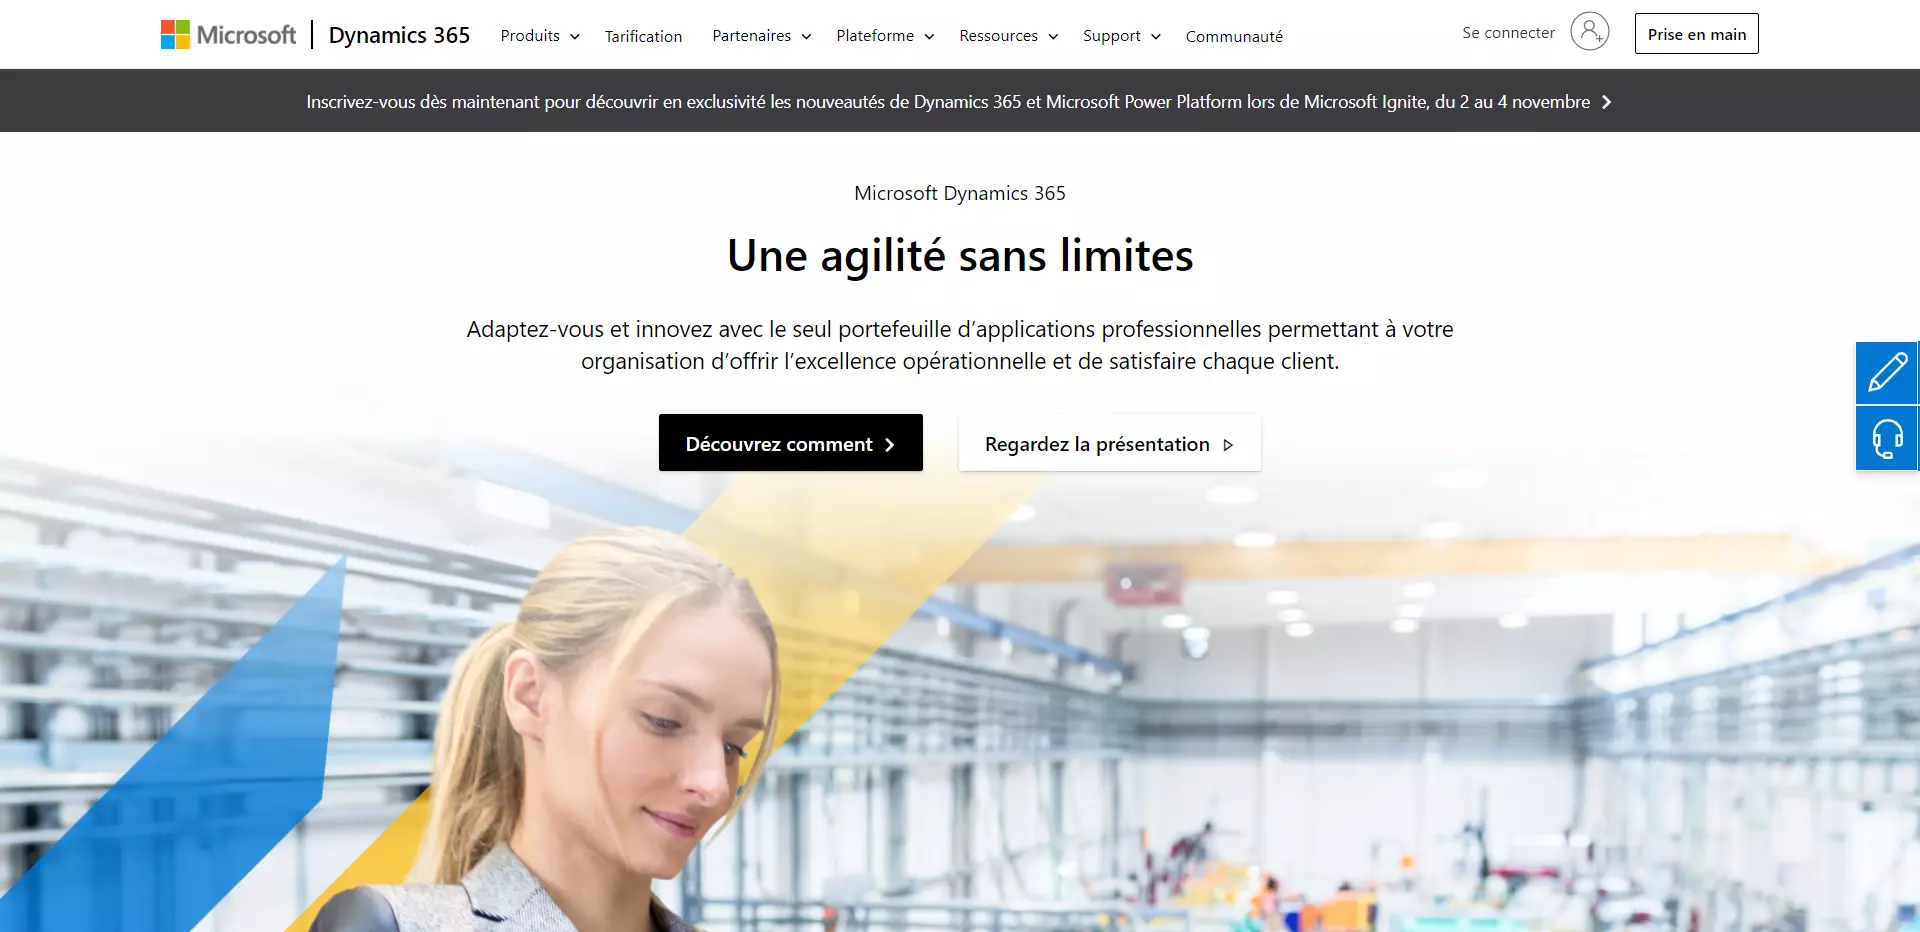 Microsoft
Dynamics 365
Produits
Tarification
Partenaires
Plateforme
Ressources
Support
Communauté
Se connecter
Prise en main
Inscrivez-vous dès maintenant pour découvrir en exclusivité les nouveautés de Dynamics 365 et Microsoft Power Platform lors de Microsoft Ignite, du 2 au 4 novembre
Microsoft Dynamics 365
Une agilité sans limites
Adaptez-vous et innovez avec le seul portefeuille d’applications professionnelles permettant à votre
organisation d’offrir l’excellence opérationnelle et de satisfaire chaque client.
Découvrez comment
Regardez la présentation